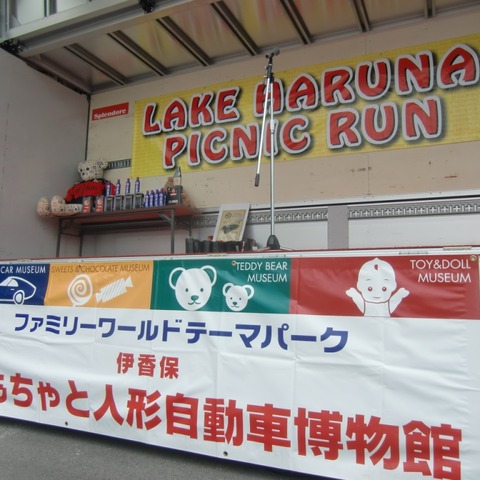 LAKE HARUNA
PICNIC RUN
Splendore
CAR MUSEUM
SWEETS & CHOCOLATE MUSEUM
TEDDY BEAR
MUSEUM
TOY&DOLL
MUSEUM
ファミリーワールドテーマパーク
伊香保
ちゃと人形自動車博物館